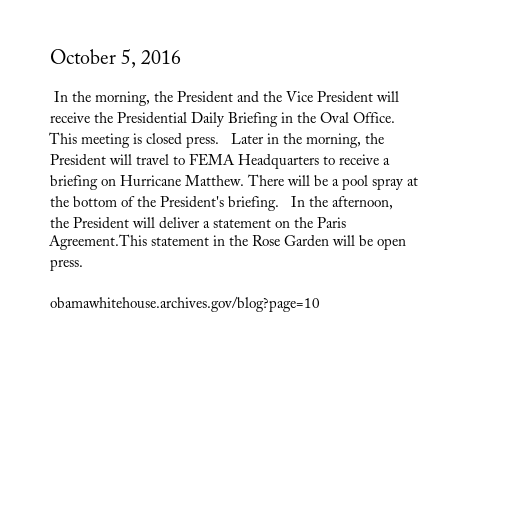 October 5, 2016
In the morning, the President and the Vice President will
receive the Presidential Daily Briefing in the Oval Office.
This meeting is closed press.   Later in the morning, the
President will travel to FEMA Headquarters to receive a
briefing on Hurricane Matthew. There will be a pool spray at
the bottom of the President's briefing.   In the afternoon,
the President will deliver a statement on the Paris
Agreement.This statement in the Rose Garden will be open
press.
obamawhitehouse.archives.gov/blog?page=10